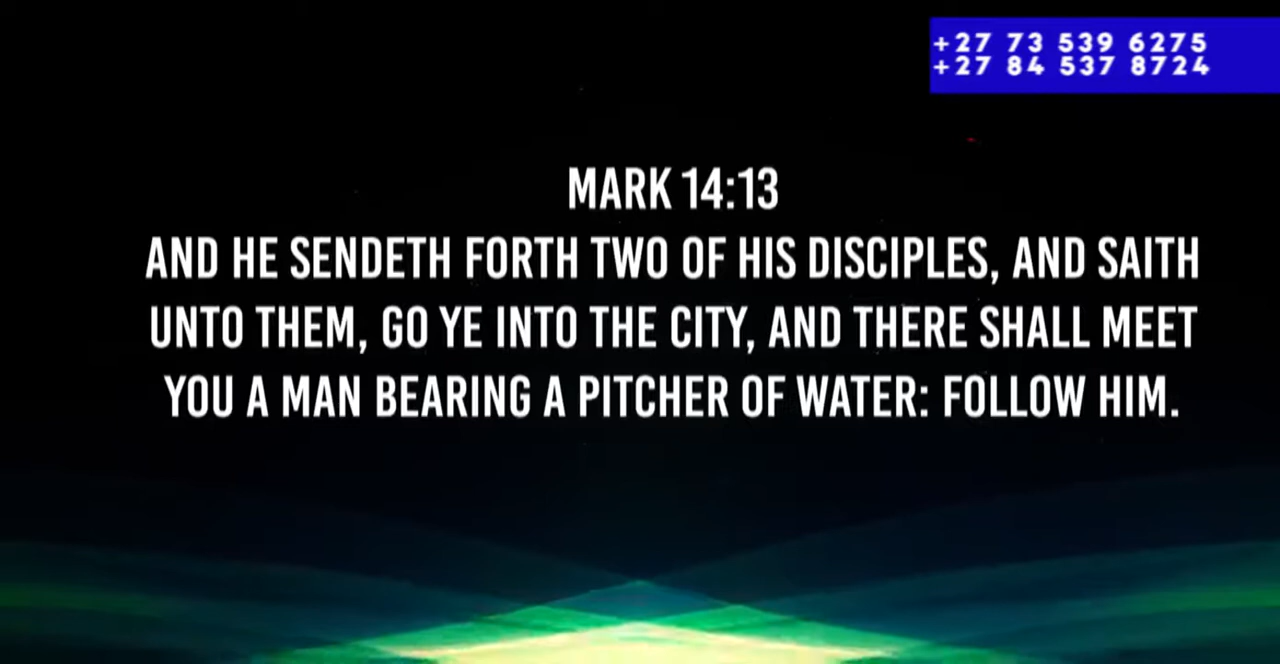 +27 73 539 6275
+27 84 537 8724
MARK 14:13
AND HE SENDETH FORTH TWO OF HIS DISCIPLES, AND SAITH
UNTO THEM, GO YE INTO THE CITY, AND THERE SHALL MEET
YOU A MAN BEARING A PITCHER OF WATER: FOLLOW HIM.